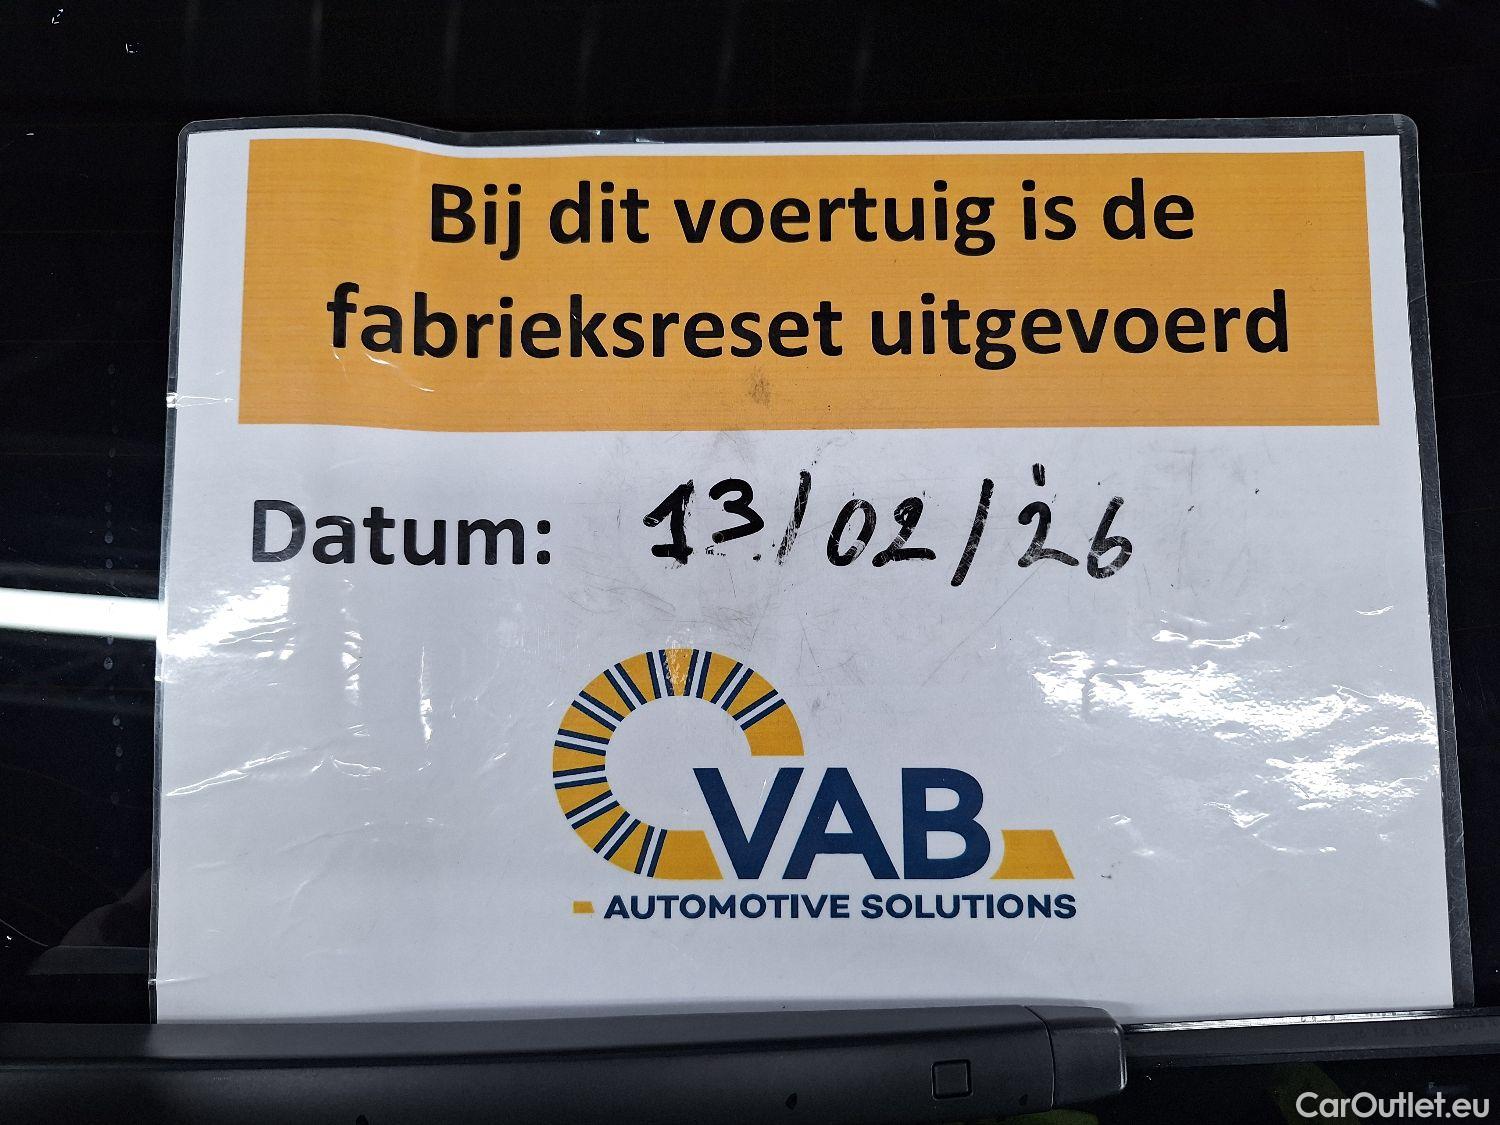 Bij dit voertuig is de
fabrieksreset uitgevoerd
Datum: 13/02/26
VAB
AUTOMOTIVE SOLUTIONS
CarOutlet.eu